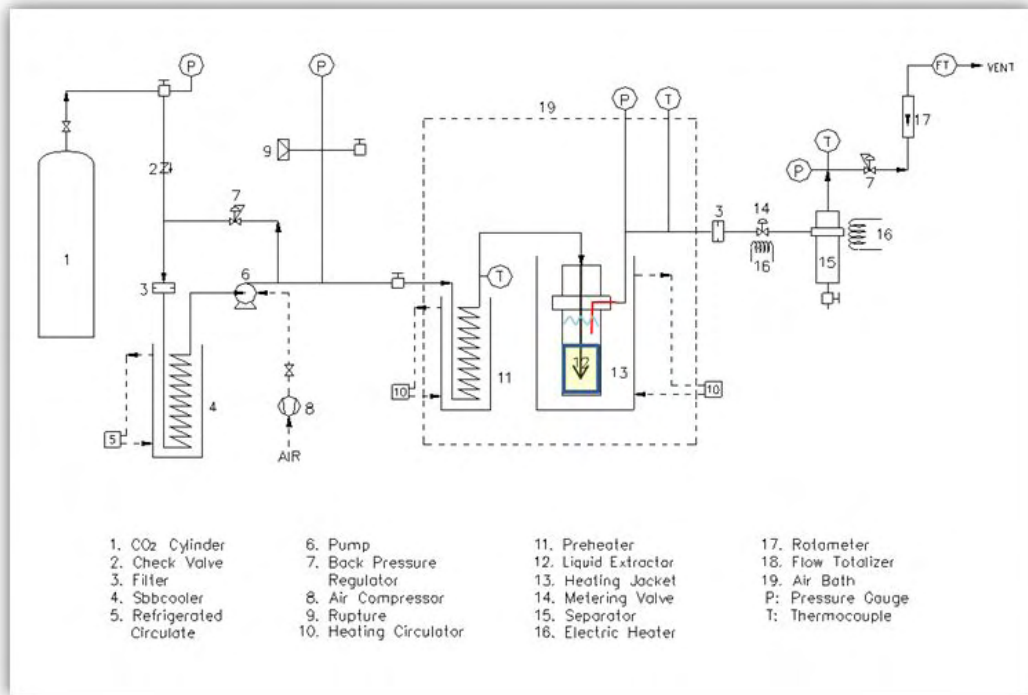 P
P
19
P
T
FT
VENT
17
T
P
7
9
2
7
3
14
16
16
15
1
3
6
T
12
13
11
10
10
4
8
5
AIR
1. CO₂ Cylinder
2. Check Valve
3. Filter
4. Sbbcooler
5. Refrigerated
Circulate
6. Pump
7. Back Pressure
Regulator
8. Air Compressor
9. Rupture
10. Heating Circulator
11. Preheater
12. Liquid Extractor
13. Heating Jacket
14. Metering Valve
15. Separator
16. Electric Heater
17. Rotameter
18. Flow Totalizer
19. Air Bath
P: Pressure Gauge
T: Thermocouple